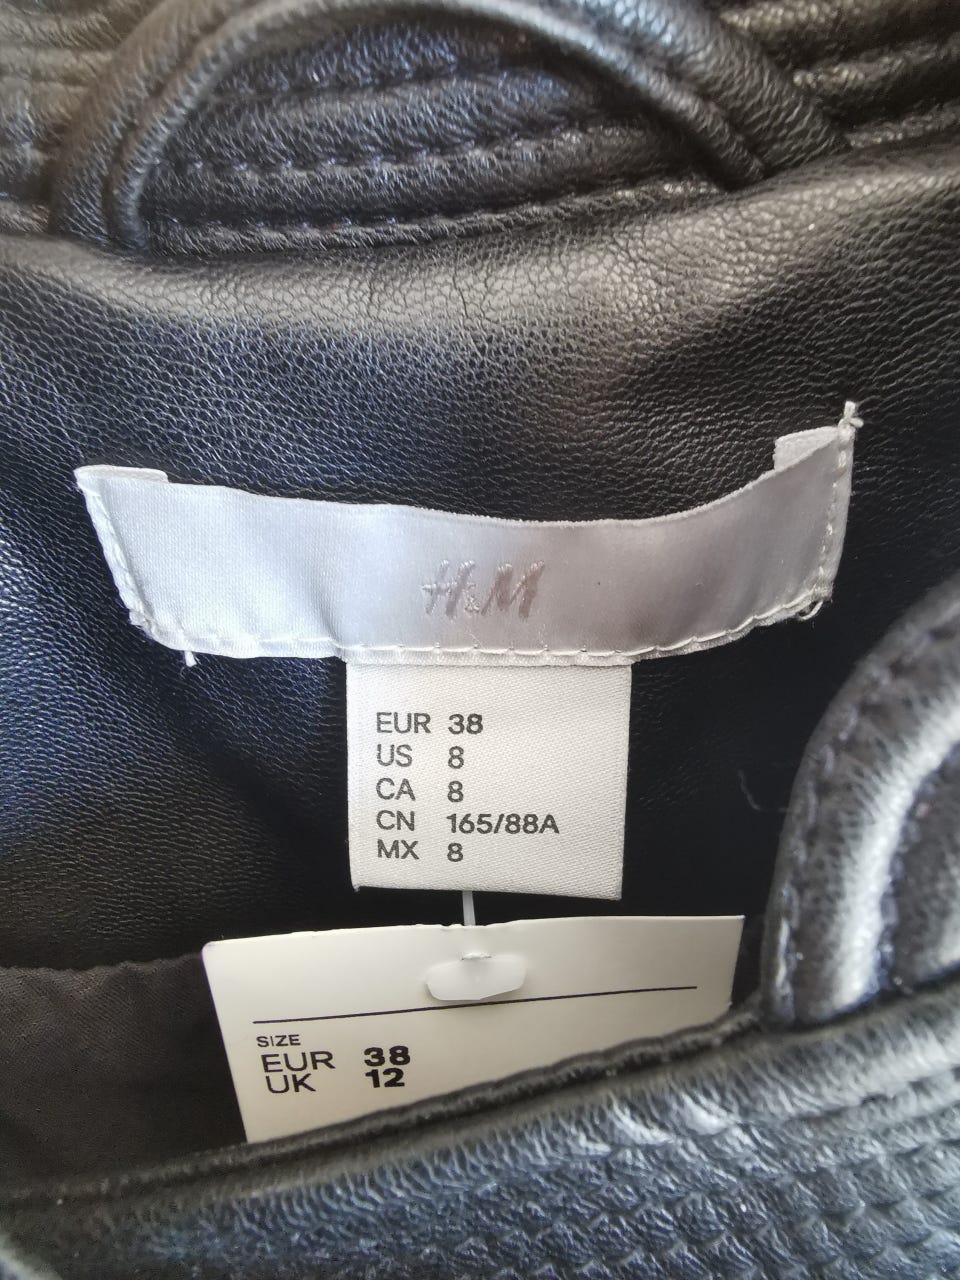 H&M
EUR 38
US 8
CA 8
CN 165/88A
MX 8
SIZE
EUR 38
UK 12